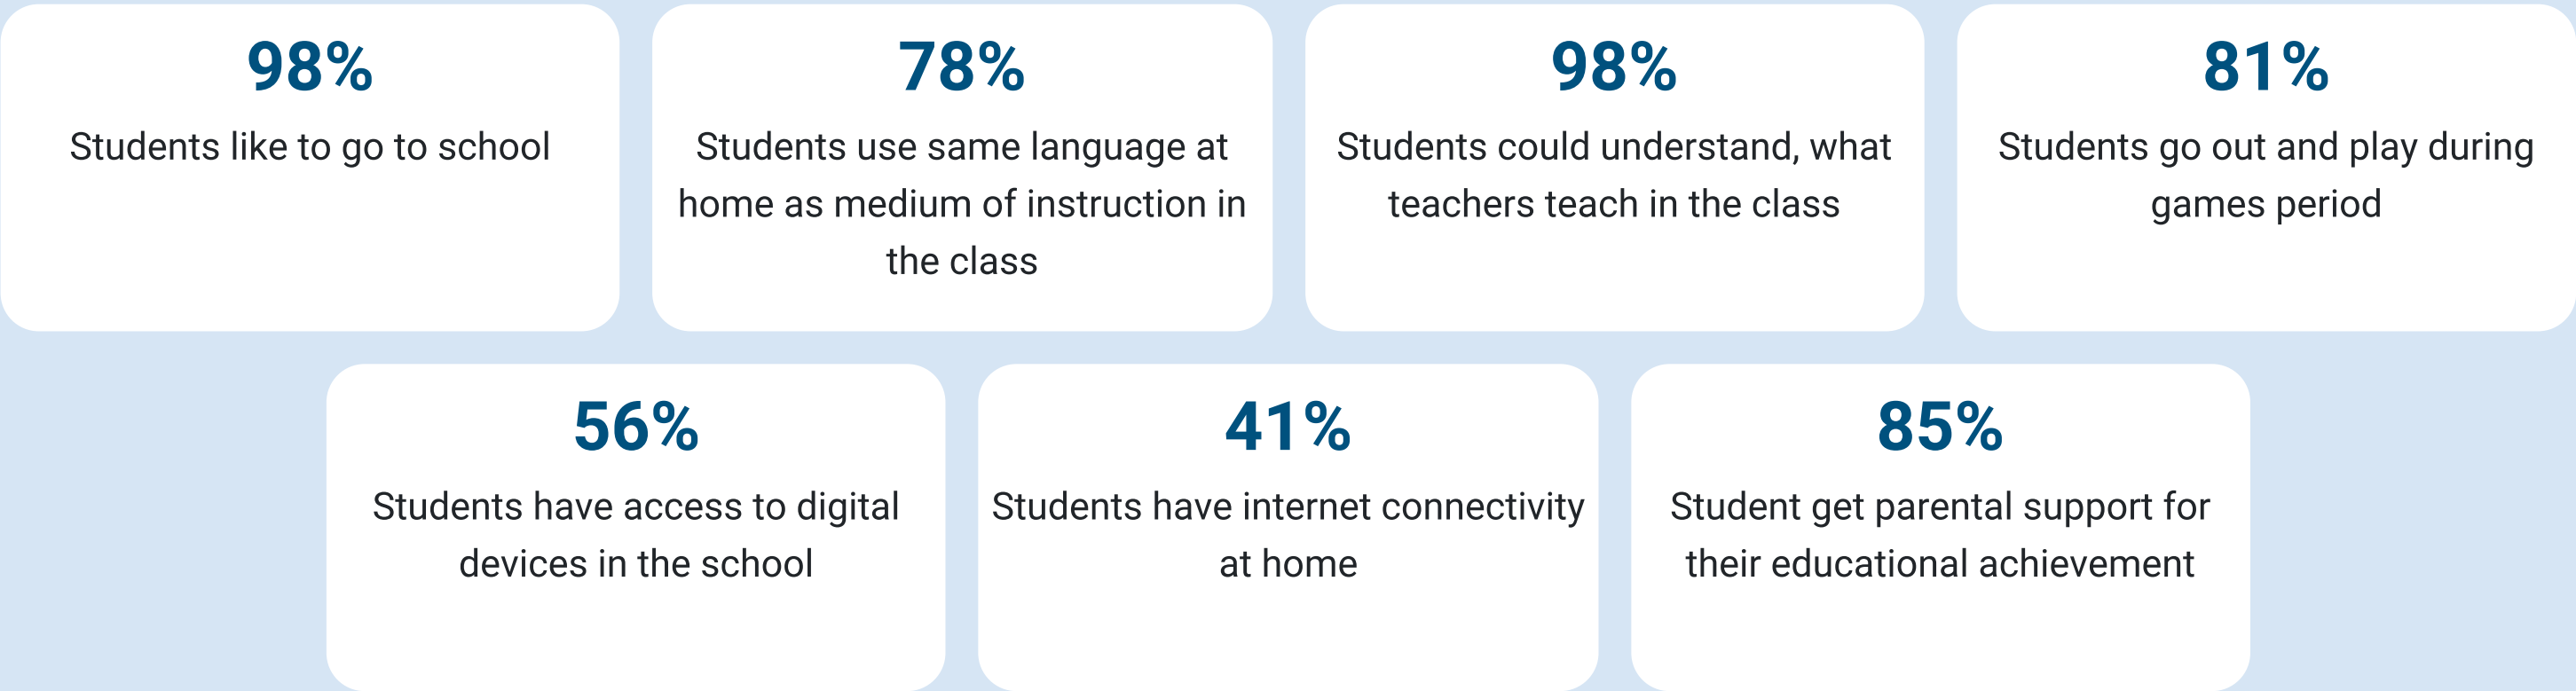 98%
Students like to go to school
78%
Students use same language at
home as medium of instruction in
the class
98%
Students could understand, what
teachers teach in the class
81%
Students go out and play during
games period
56%
Students have access to digital
devices in the school
41%
Students have internet connectivity
at home
85%
Student get parental support for
their educational achievement